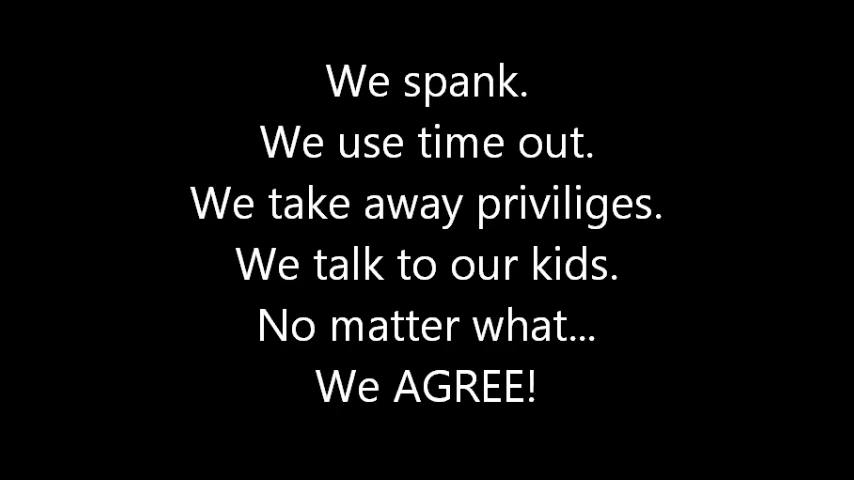 We spank.
We use time out.
We take away priviliges.
We talk to our kids.
No matter what...
We AGREE!